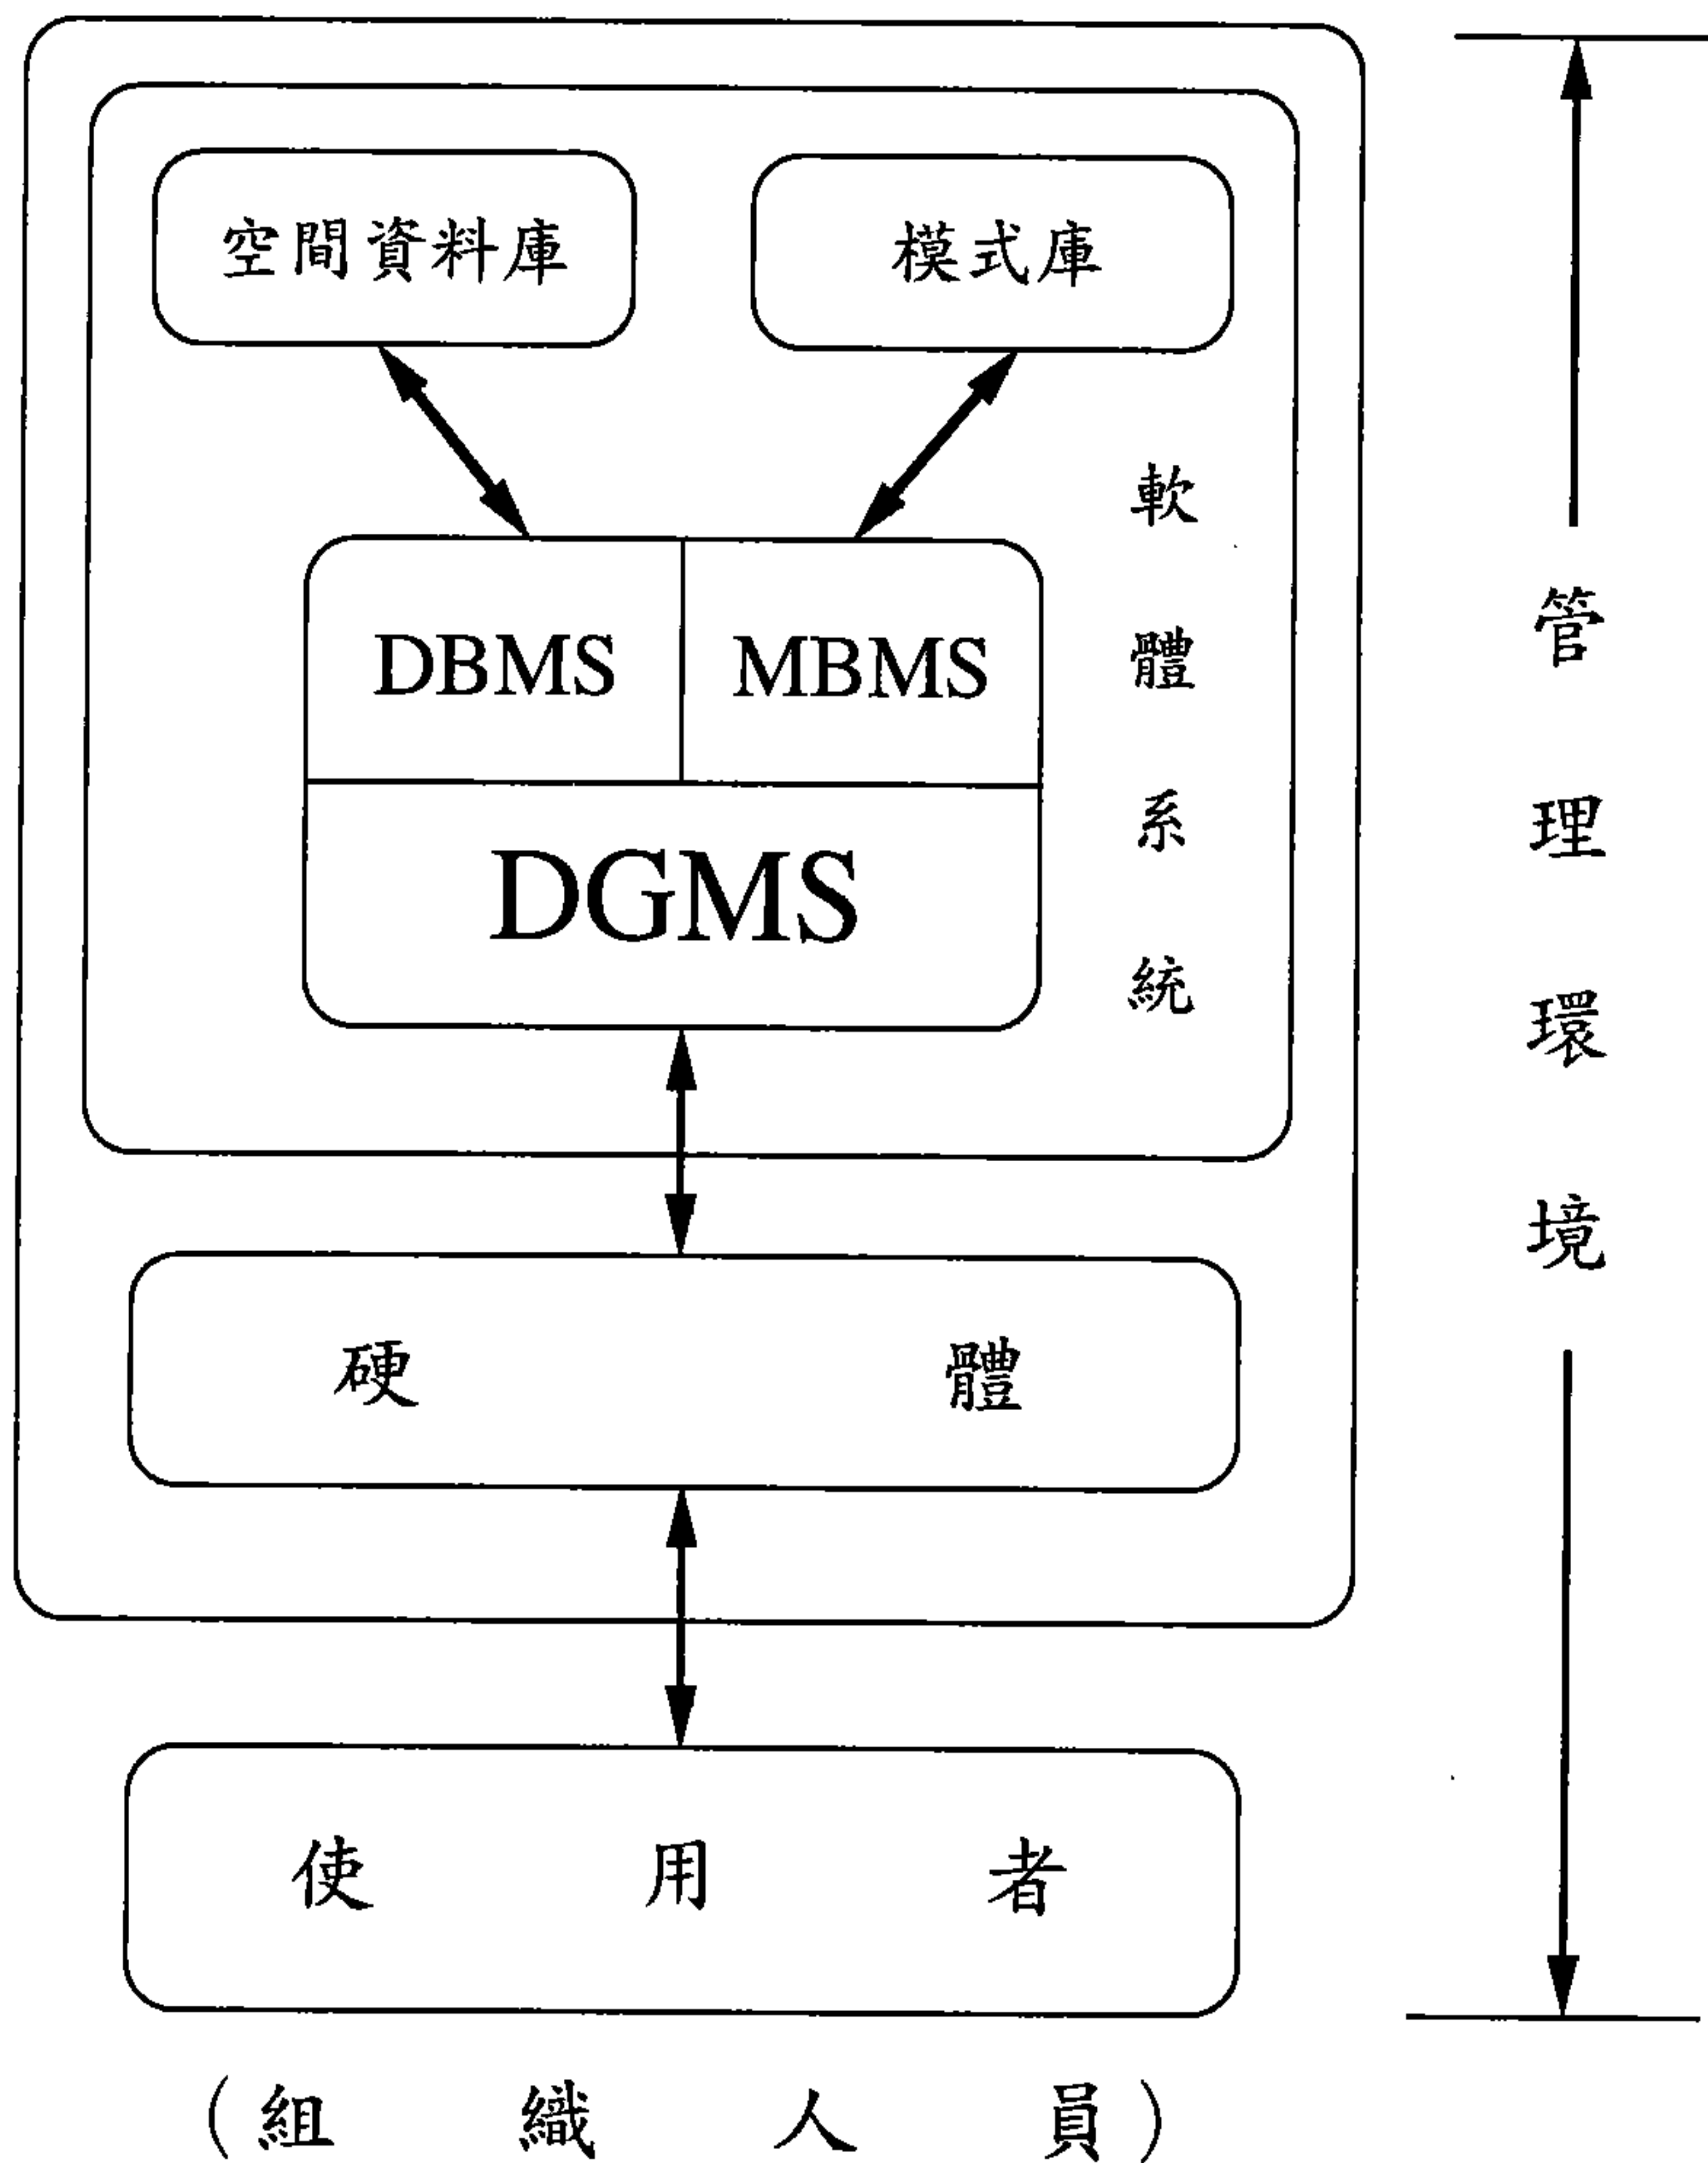 空間資料庫
模式庫
軟體系統
DBMS
MBMS
DGMS
管理環境
硬體
使用者
（組織人員）